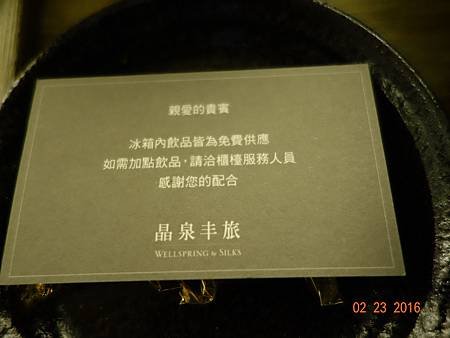 親愛的貴賓
冰箱內飲品皆為免費供應
如需加點飲品，請洽櫃檯服務人員
感謝您的配合
晶泉丰旅
WELLSPRING by SILKS
02 23 2016